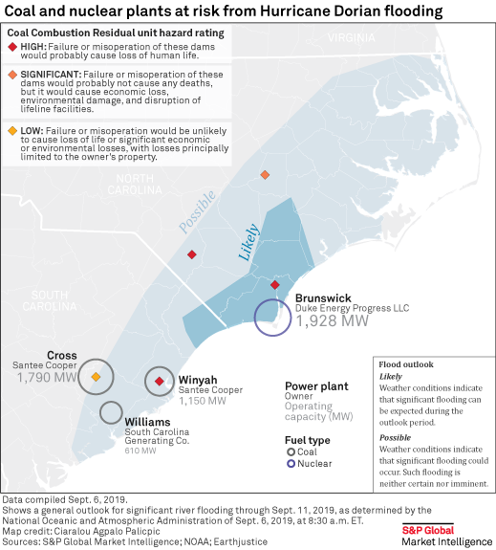 Coal and nuclear plants at risk from Hurricane Dorian flooding
Coal Combustion Residual unit hazard rating
HIGH: Failure or misoperation of these dams
would probably cause loss of human life.
SIGNIFICANT: Failure or misoperation of these
dams would probably not cause any deaths,
but it would cause economic loss,
environmental damage, and disruption of
lifeline facilities.
LOW: Failure or misoperation would be unlikely
to cause loss of life or significant economic
or environmental losses, with losses principally
limited to the owner's property.
VIRGINIA
NORTH
CAROLINA
Possible
Likely
SOUTH
CAROLINA
Brunswick
Duke Energy Progress LLC
1,928 MW
Cross
Santee Cooper
1,790 MW
Winyah
Santee Cooper
1,150 MW
Williams
South Carolina
Generating Co.
610 MW
Power plant
Owner
Operating
capacity (MW)
Fuel type
Coal
Nuclear
Flood outlook
Likely
Weather conditions indicate
that significant flooding can
be expected during the
outlook period.
Possible
Weather conditions indicate
that significant flooding could
occur. Such flooding is
neither certain nor imminent.
Data compiled Sept. 6, 2019.
Shows a general outlook for significant river flooding through Sept. 11, 2019, as determined by the
National Oceanic and Atmospheric Administration of Sept. 6, 2019, at 8:30 a.m. ET.
Map credit: Ciaralou Agpalo Palicpic
Sources: S&P Global Market Intelligence; NOAA; Earthjustice
S&P Global
Market Intelligence